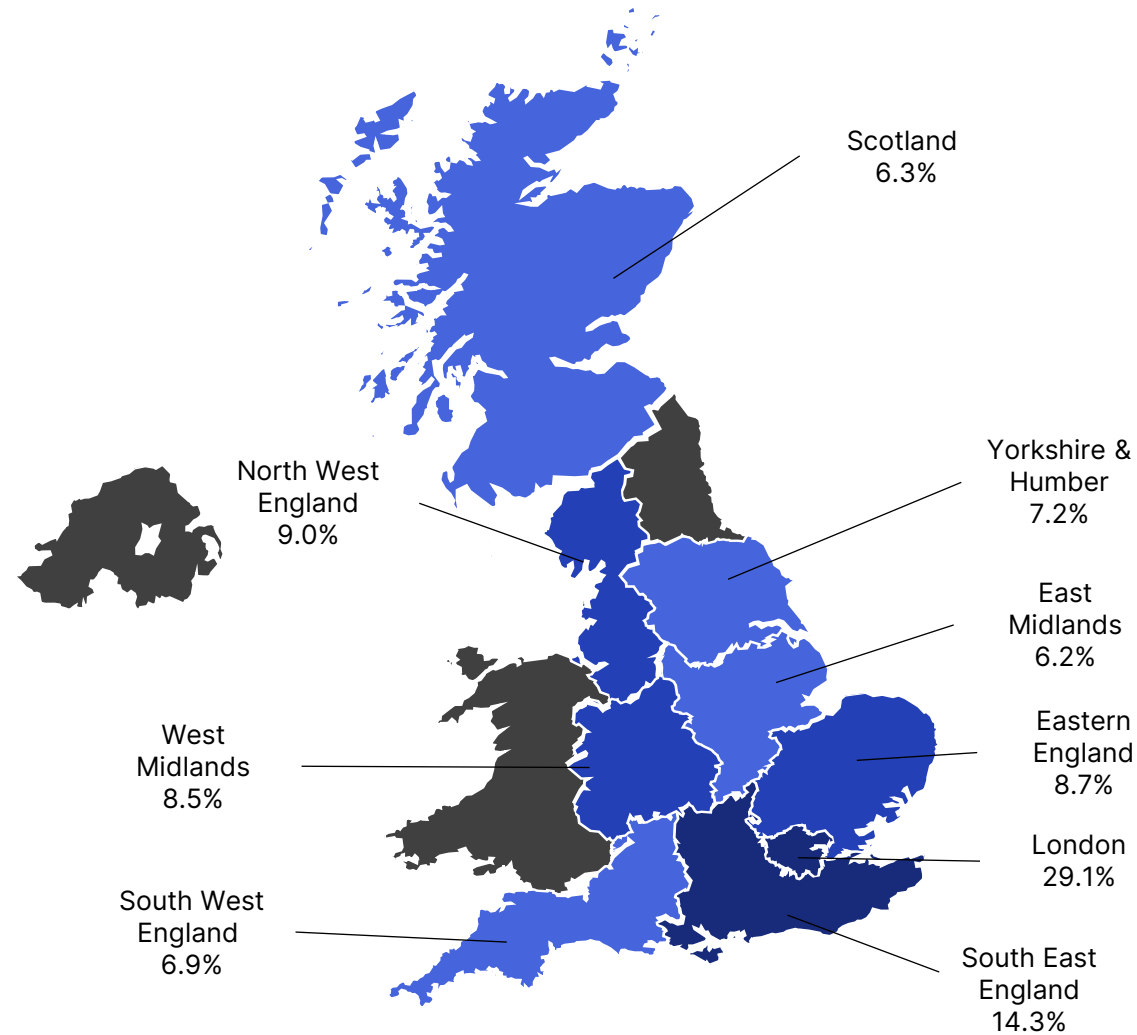 Scotland
6.3%
North West
England
9.0%
Yorkshire &
Humber
7.2%
East
Midlands
6.2%
West
Midlands
8.5%
Eastern
England
8.7%
London
29.1%
South West
England
6.9%
South East
England
14.3%